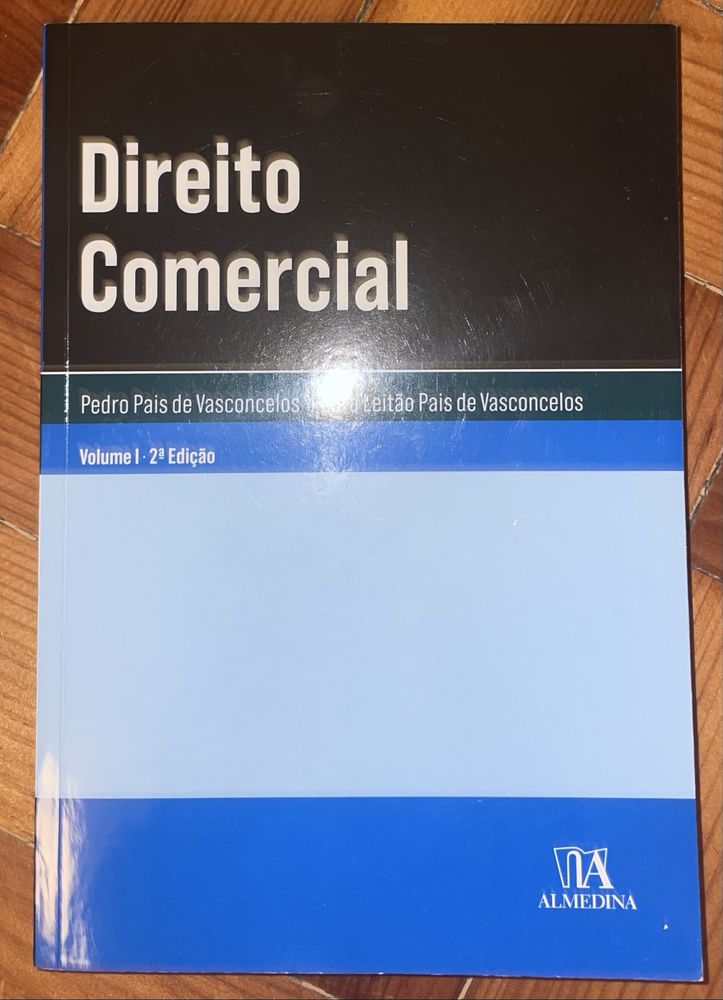 Direito
Comercial
Pedro Pais de Vasconcelos Leitão Pais de Vasconcelos
Volume I · 2ª Edição
ALMEDINA